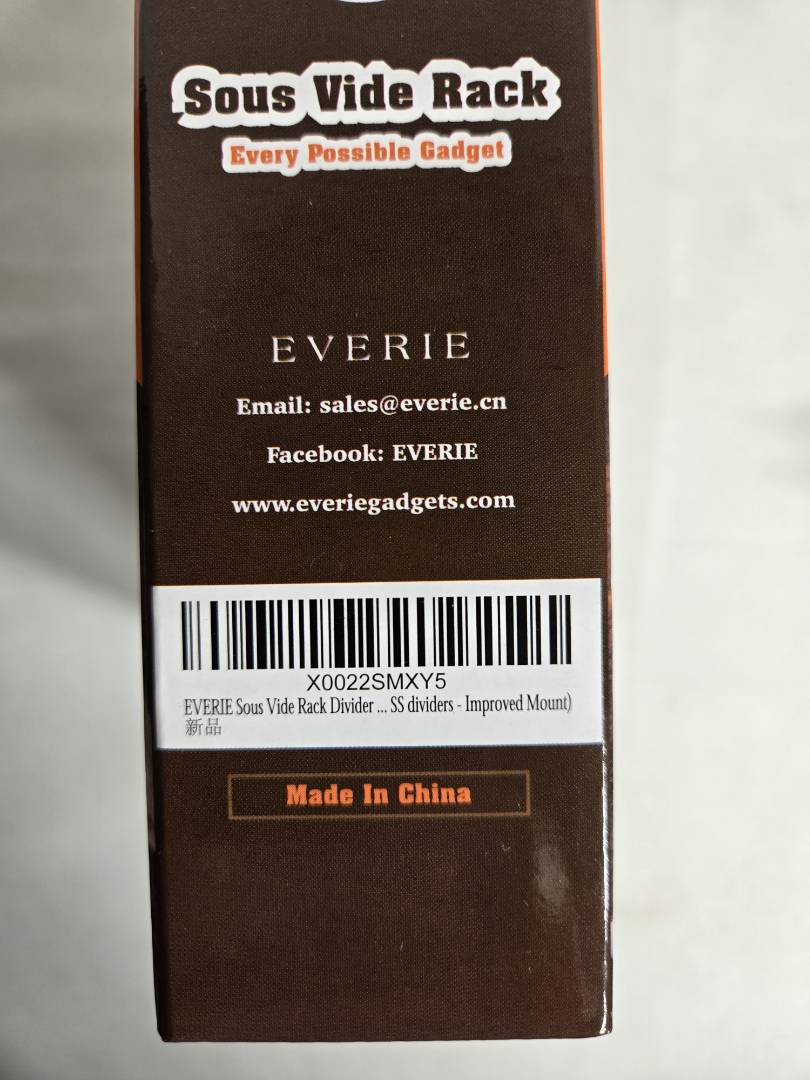 Sous Vide Rack
Every Possible Gadget
EVERIE
Email: sales@everie.cn
Facebook: EVERIE
www.everiegadgets.com
X0022SMXY5
EVERIE Sous Vide Rack Divider ... SS dividers - Improved Mount)
新品
Made In China